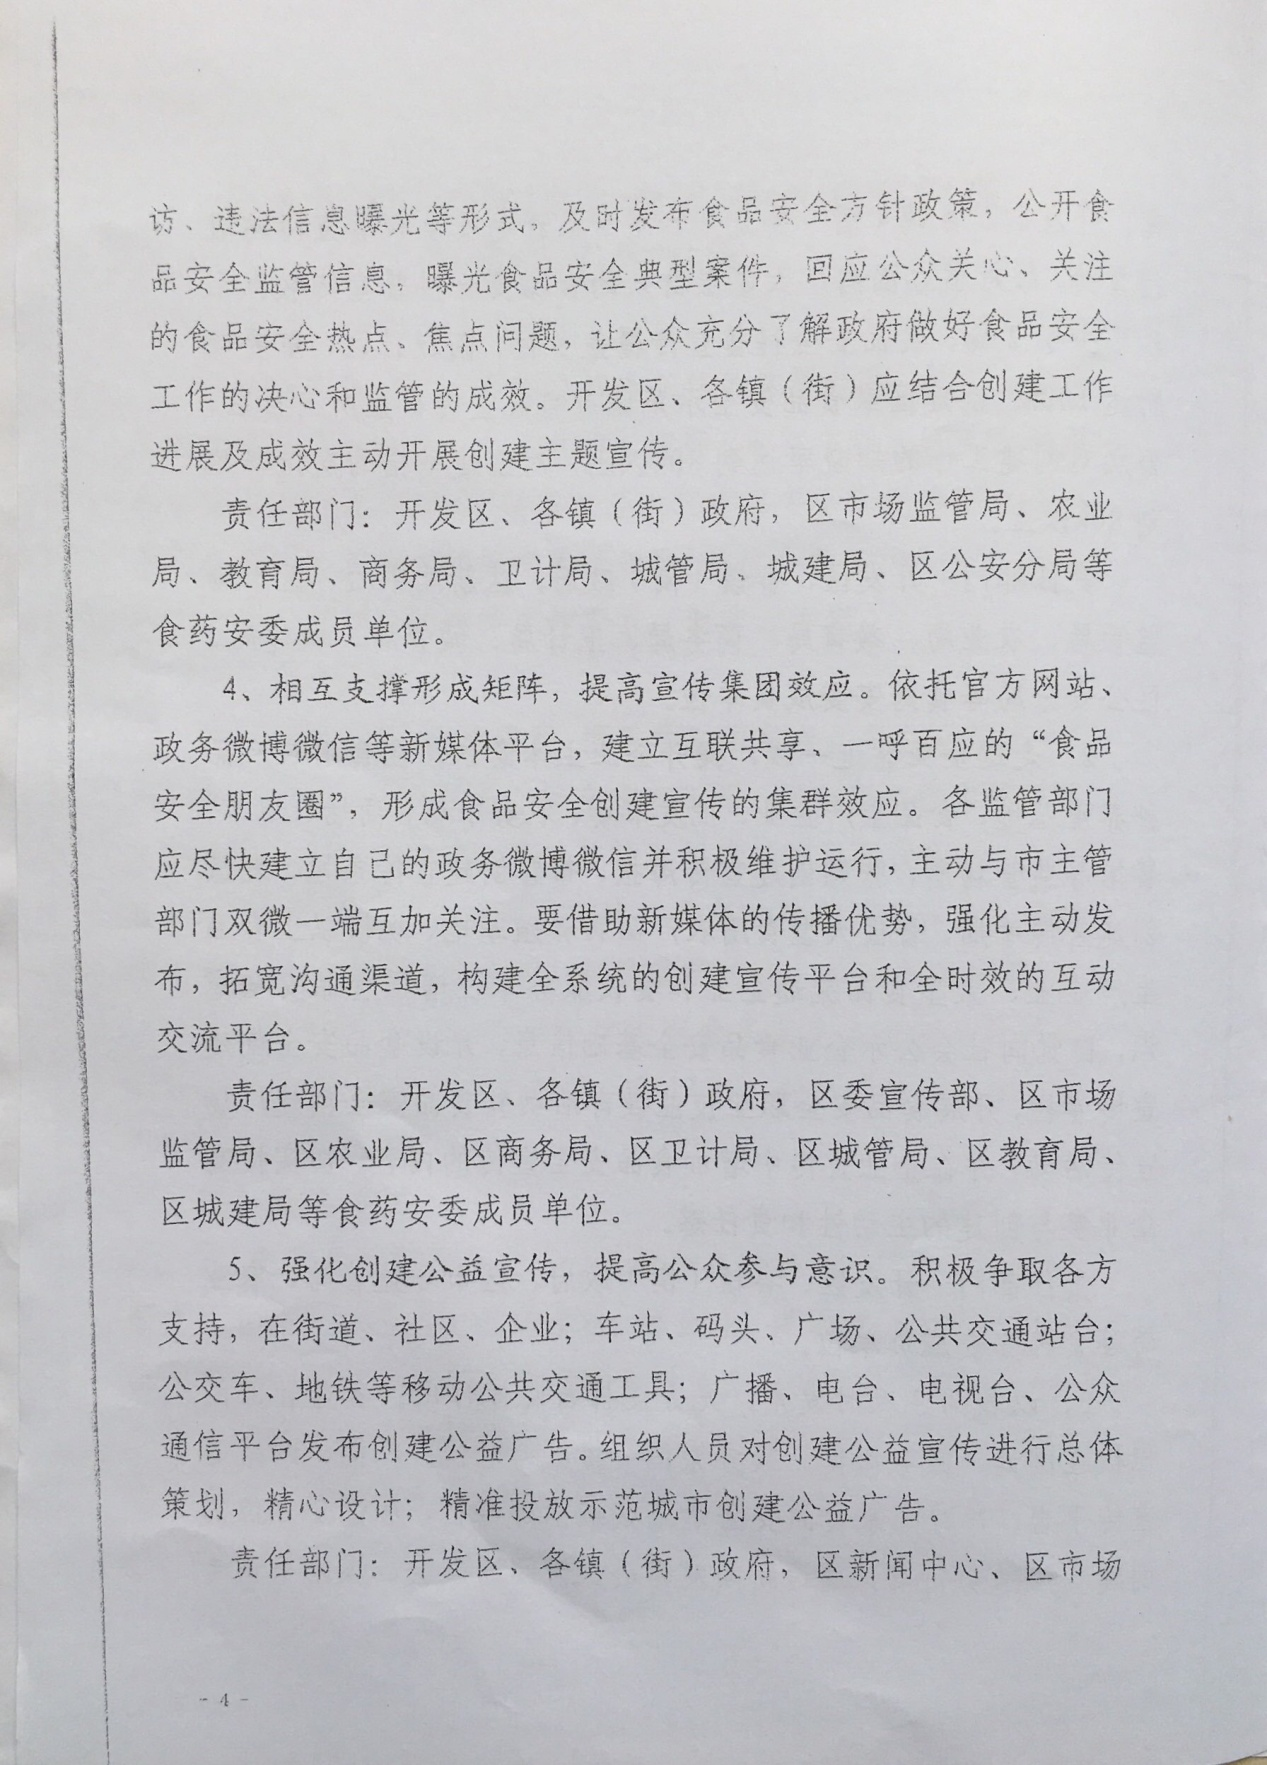 访、违法信息曝光等形式，及时发布食品安全方针政策，公开食
品安全监管信息，曝光食品安全典型案件，回应公众关心、关注
的食品安全热点、焦点问题，让公众充分了解政府做好食品安全
工作的决心和监管的成效。开发区、各镇（街）应结合创建工作
进展及成效主动开展创建主题宣传。
责任部门：开发区、各镇（街）政府，区市场监管局、农业
局、教育局、商务局、卫计局、城管局、城建局、区公安分局等
食药安委成员单位。
4、相互支撑形成矩阵，提高宣传集团效应。依托官方网站、
政务微博微信等新媒体平台，建立互联共享、一呼百应的“食品
安全朋友圈”，形成食品安全创建宣传的集群效应。各监管部门
应尽快建立自己的政务微博微信并积极维护运行，主动与市主管
部门双微一端互加关注。要借助新媒体的传播优势，强化主动发
布，拓宽沟通渠道，构建全系统的创建宣传平台和全时效的互动
交流平台。
责任部门：开发区、各镇（街）政府，区委宣传部、区市场
监管局、区农业局、区商务局、区卫计局、区城管局、区教育局、
区城建局等食药安委成员单位。
5、强化创建公益宣传，提高公众参与意识。积极争取各方
支持，在街道、社区、企业；车站、码头、广场、公共交通站台；
公交车、地铁等移动公共交通工具；广播、电台、电视台、公众
通信平台发布创建公益广告。组织人员对创建公益宣传进行总体
策划，精心设计；精准投放示范城市创建公益广告。
责任部门：开发区、各镇（街）政府，区新闻中心、区市场
- 4 -